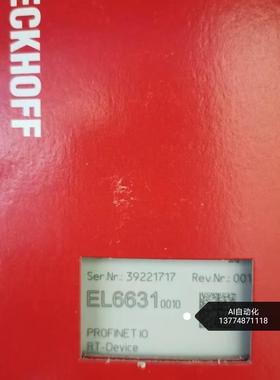 ECKHOFF
Ser.Nr.: 39221717 Rev.Nr.: 001
EL6631 0010
PROFINET IO
RT-Device
AI自动化
13774871118